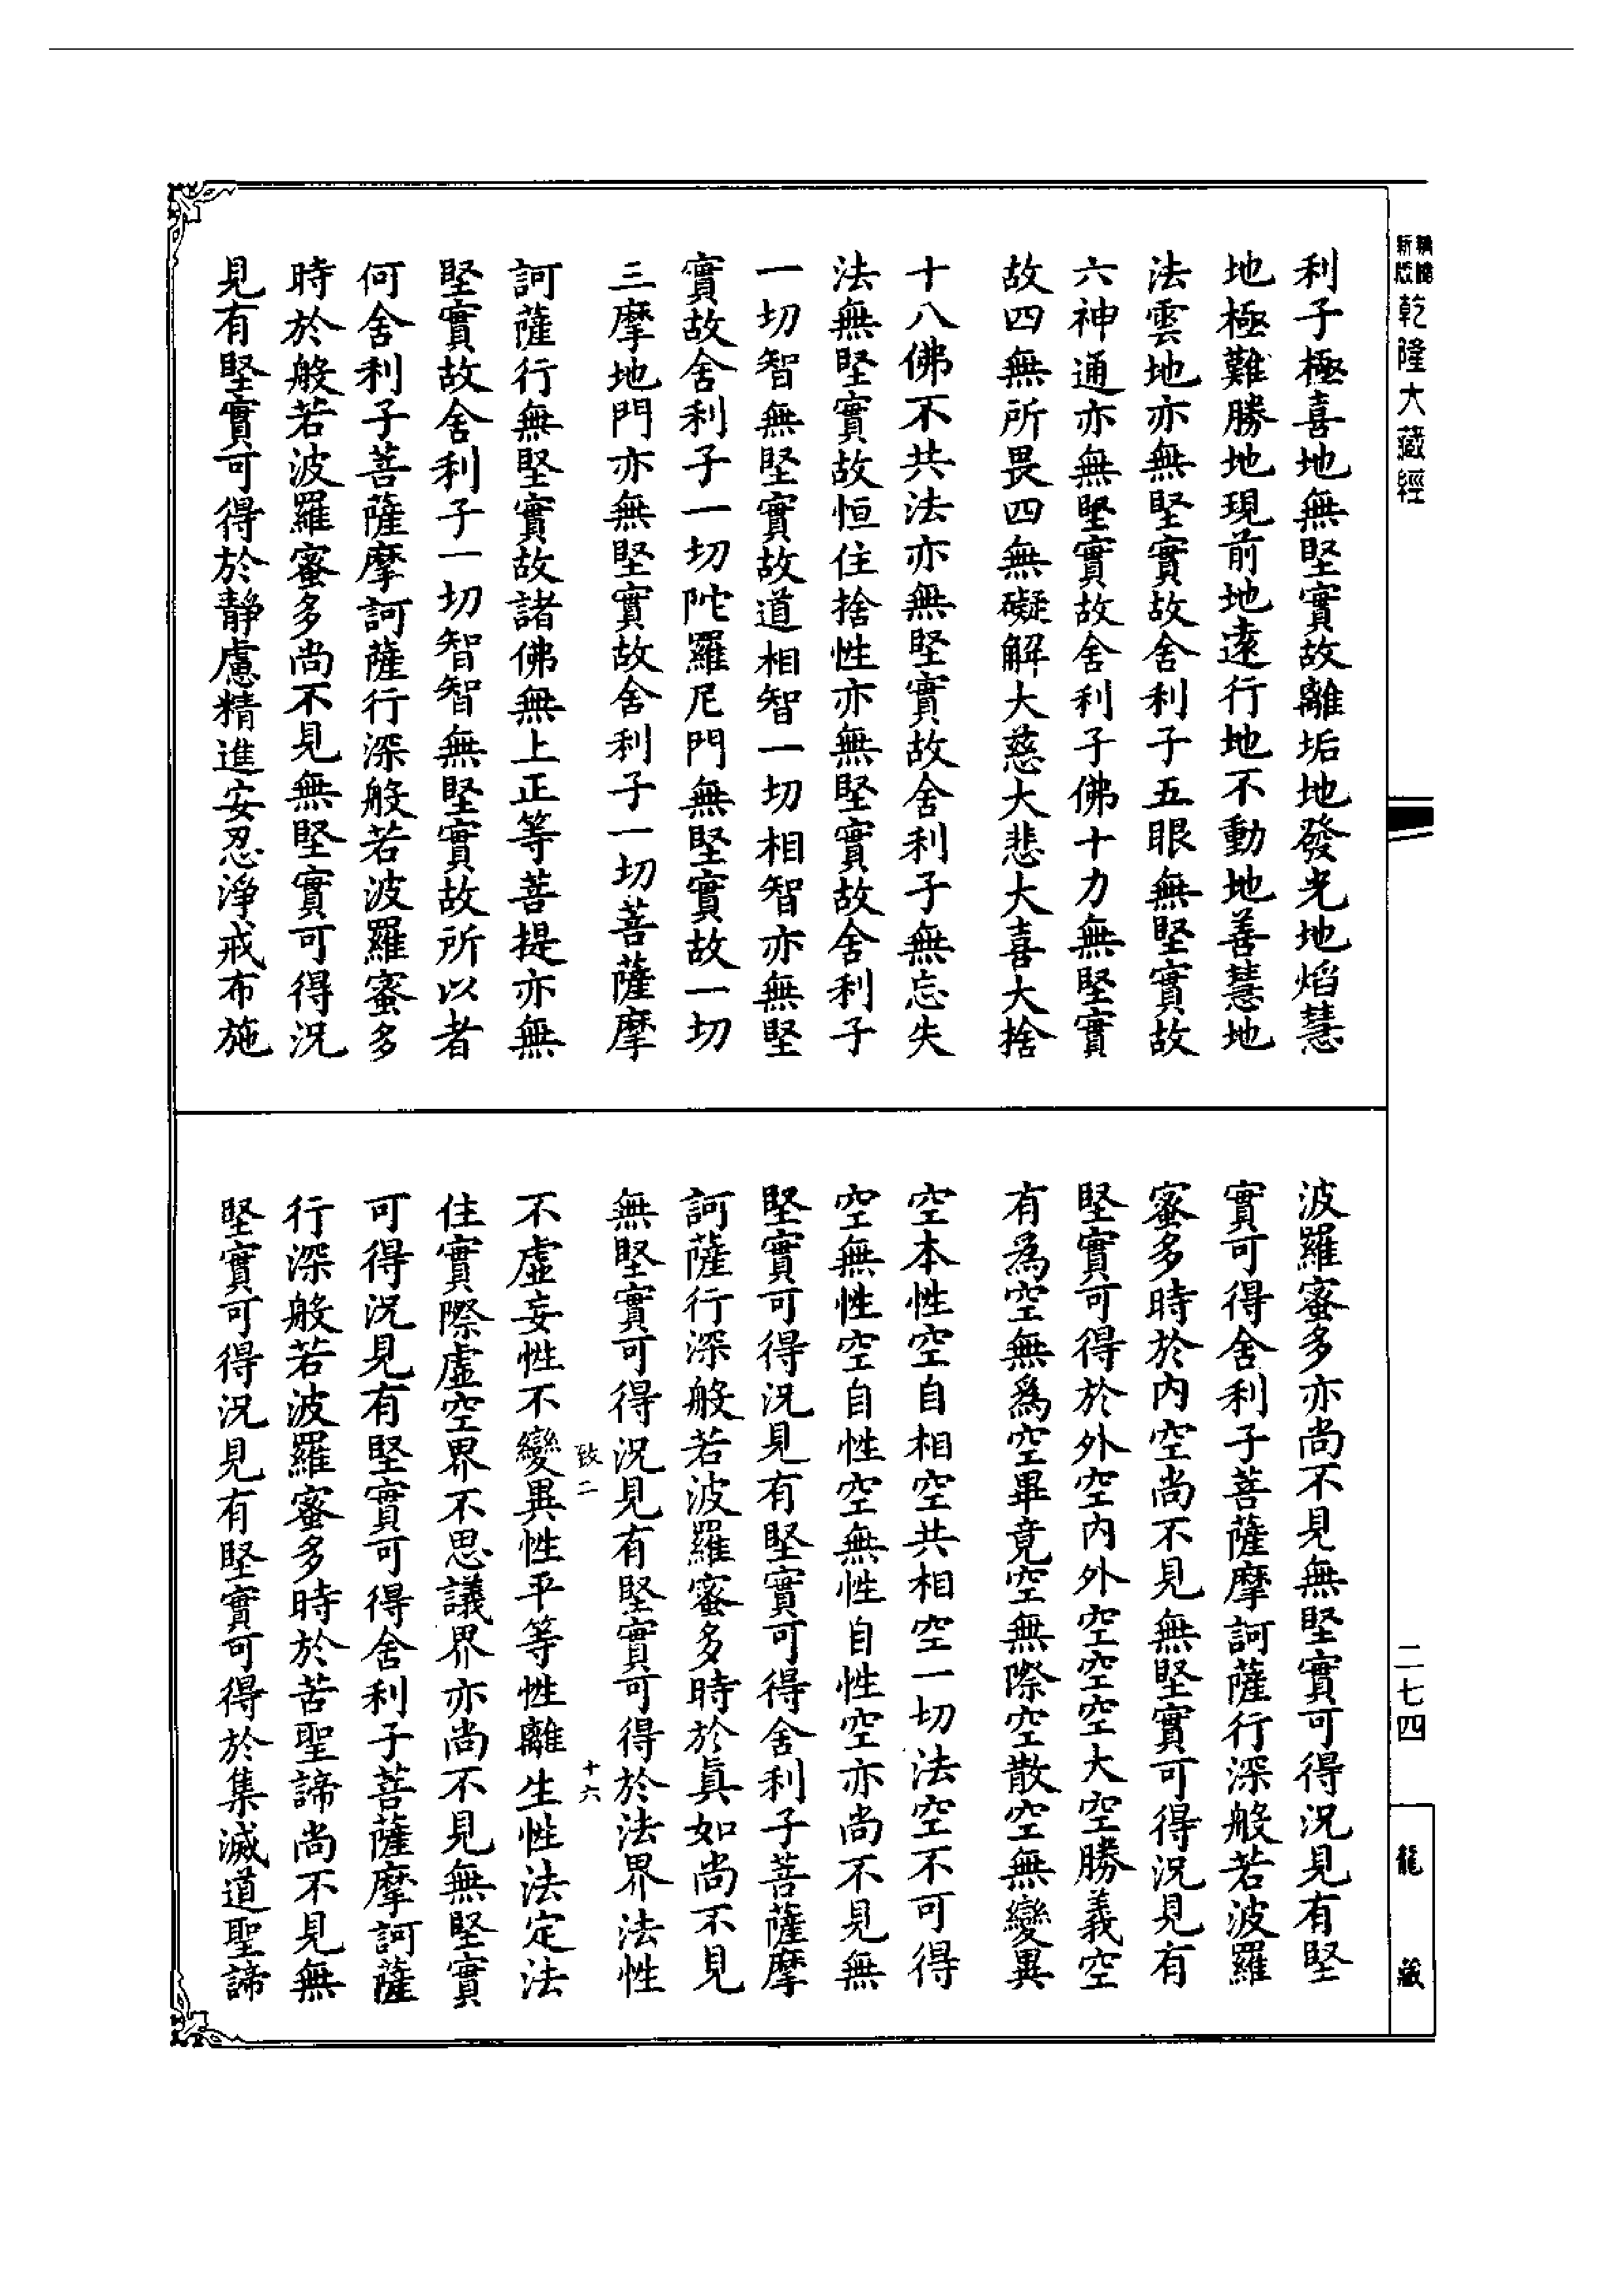 乾隆大藏經
利子極喜地無堅實故離垢地發光地焰慧
地極難勝地現前地遠行地不動地善慧地
法雲地亦無堅實故舍利子五眼無堅實故
六神通亦無堅實故舍利子佛十力無堅實
故四無所畏四無礙解大慈大悲大喜大捨
十八佛不共法亦無堅實故舍利子無忘失
法無堅實故恒住捨性亦無堅實故舍利子
一切智無堅實故道相智一切相智亦無堅
實故舍利子一切陀羅尼門無堅實故一切
三摩地門亦無堅實故舍利子一切菩薩摩
訶薩行無堅實故諸佛無上正等菩提亦無
堅實故舍利子一切智智無堅實故所以者
何舍利子菩薩摩訶薩行深般若波羅蜜多
時於般若波羅蜜多尚不見無堅實可得況
見有堅實可得於靜慮精進安忍淨戒布施
波羅蜜多亦尚不見無堅實可得況見有堅
實可得舍利子菩薩摩訶薩行深般若波羅
蜜多時於內空尚不見無堅實可得況見有
堅實可得於外空內外空空空大空勝義空
有為空無為空畢竟空無際空散空無變異
空本性空自相空共相空一切法空不可得
空無性空自性空無性自性空亦尚不見無
堅實可得況見有堅實可得舍利子菩薩摩
訶薩行深般若波羅蜜多時於眞如尚不見
無堅實可得況見有堅實可得於法界法性
致二 十六
不虛妄性不變異性平等性離生性法定法
住實際虛空界不思議界亦尚不見無堅實
可得況見有堅實可得舍利子菩薩摩訶薩
行深般若波羅蜜多時於苦聖諦尚不見無
堅實可得況見有堅實可得於集滅道聖諦
二七四
龍藏